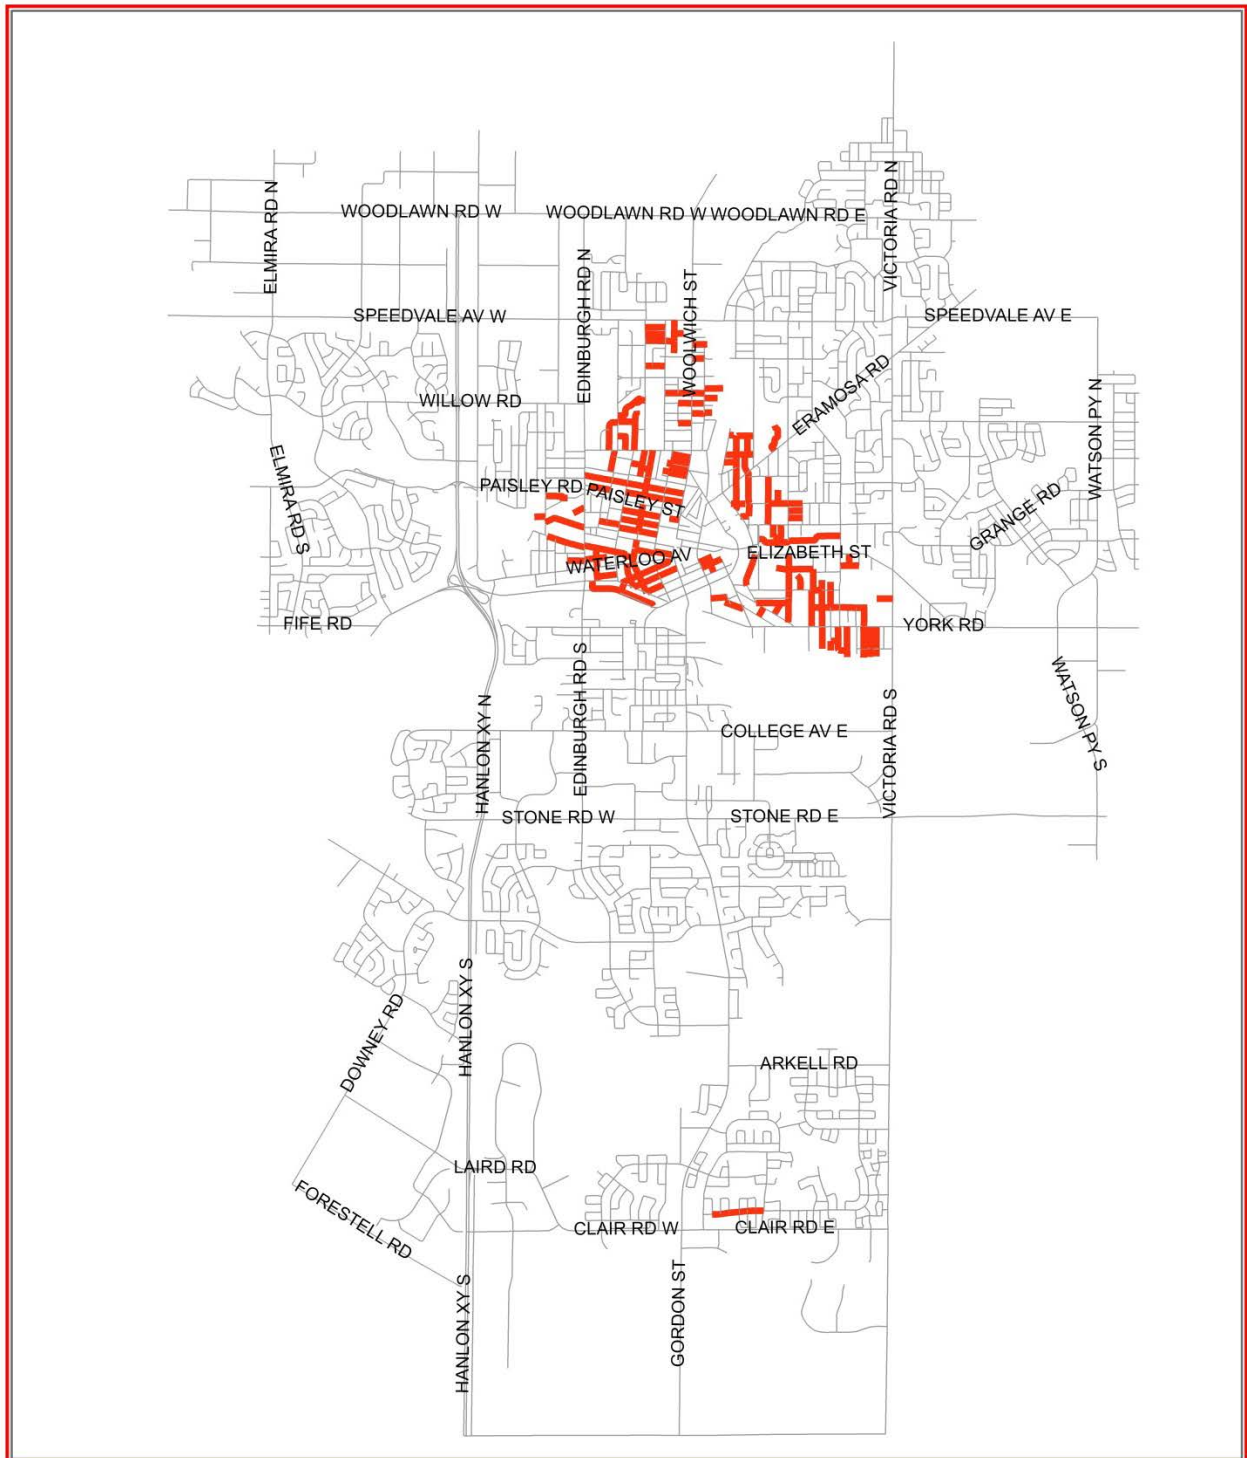 WOODLAWN RD W
WOODLAWN RD W
WOODLAWN RD E
ELMIRA RD N
VICTORIA RD N
EDINBURGH RD N
WOOLWICH ST
SPEEDVALE AV W
SPEEDVALE AV E
WILLOW RD
ERAMOSA RD
WATSON PY N
ELMIRA RD S
PAISLEY RD
PAISLEY ST
GRANGE RD
WATERLOO AV
ELIZABETH ST
FIFE RD
YORK RD
EDINBURGH RD S
WATSON PY S
HANLON XY N
VICTORIA RD S
COLLEGE AV E
STONE RD W
STONE RD E
HANLON XY S
DOWNEY RD
ARKELL RD
LAIRD RD
FORESTELL RD
CLAIR RD W
CLAIR RD E
GORDON ST
HANLON XY S